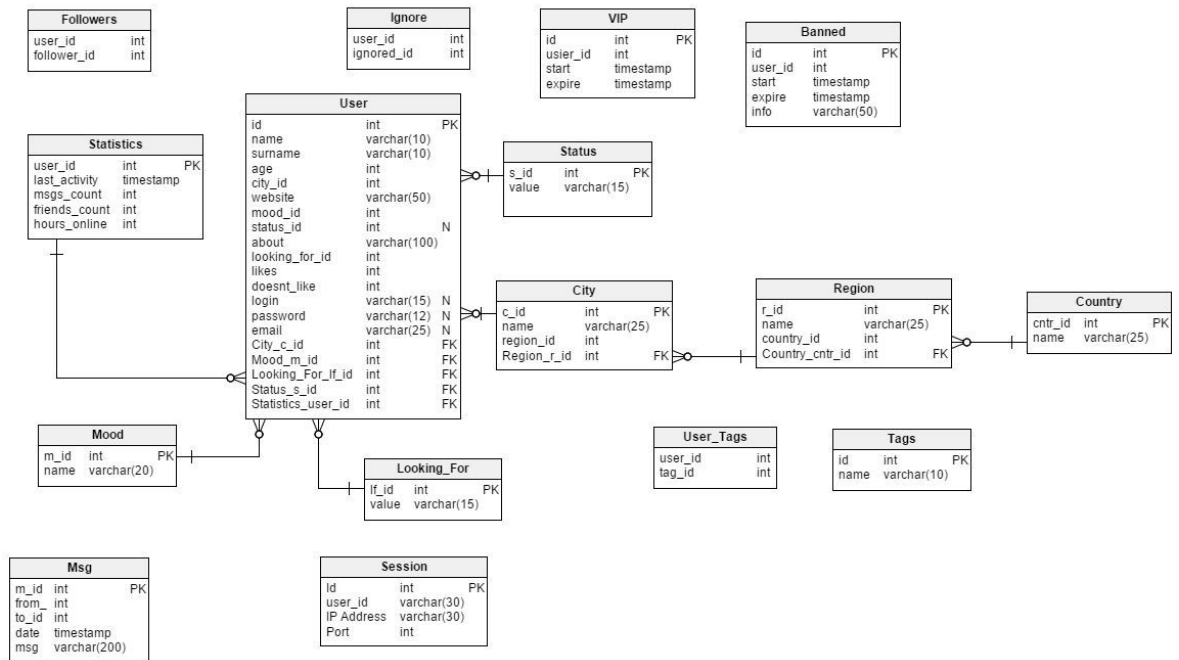 Followers
user_id int
follower_id int
Ignore
user_id int
ignored_id int
VIP
id int PK
usier_id int
start timestamp
expire timestamp
Banned
id int PK
user_id int
start timestamp
expire timestamp
info varchar(50)
User
id int PK
name varchar(10)
surname varchar(10)
age int
city_id int
website varchar(50)
mood_id int
status_id int N
about varchar(100)
looking_for_id int
likes int
doesnt_like int
login varchar(15) N
password varchar(12) N
email varchar(25) N
City_c_id int FK
Mood_m_id int FK
Looking_For_lf_id int FK
Status_s_id int FK
Statistics_user_id int FK
Statistics
user_id int PK
last_activity timestamp
msgs_count int
friends_count int
hours_online int
Status
s_id int PK
value varchar(15)
City
c_id int PK
name varchar(25)
region_id int
Region_r_id int FK
Region
r_id int PK
name varchar(25)
country_id int
Country_cntr_id int FK
Country
cntr_id int PK
name varchar(25)
Mood
m_id int PK
name varchar(20)
Looking_For
lf_id int PK
value varchar(15)
User_Tags
user_id int
tag_id int
Tags
id int PK
name varchar(10)
Msg
m_id int PK
from_ int
to_id int
date timestamp
msg varchar(200)
Session
Id int PK
user_id varchar(30)
IP Address varchar(30)
Port int